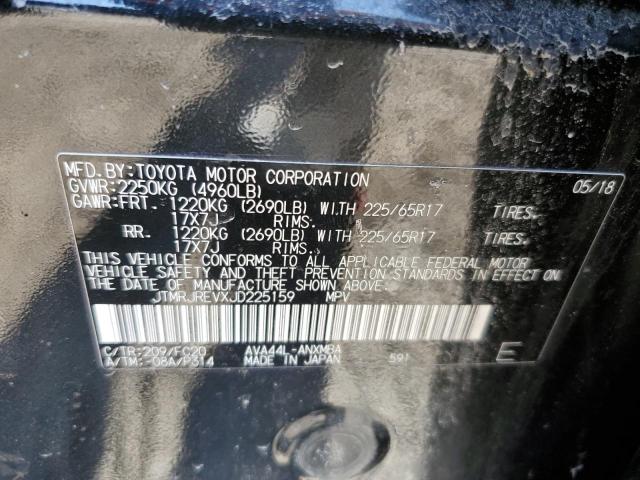 MFD.BY:TOYOTA MOTOR CORPORATION 05/18
GVWR:2250KG (4960LB)
GAWR:FRT. 1220KG (2690LB) WITH 225/65R17 TIRES.
17X7J RIMS.
RR. 1220KG (2690LB) WITH 225/65R17 TIRES.
17X7J RIMS.
THIS VEHICLE CONFORMS TO ALL APPLICABLE FEDERAL MOTOR
VEHICLE SAFETY AND THEFT PREVENTION STANDARDS IN EFFECT ON
THE DATE OF MANUFACTURE SHOWN ABOVE.
JTMRJREVXJD225159 MPV
C/TR:209/FC20 AVA44L-ANXMBA 591 E
A/TM:-08A/P314 MADE IN JAPAN